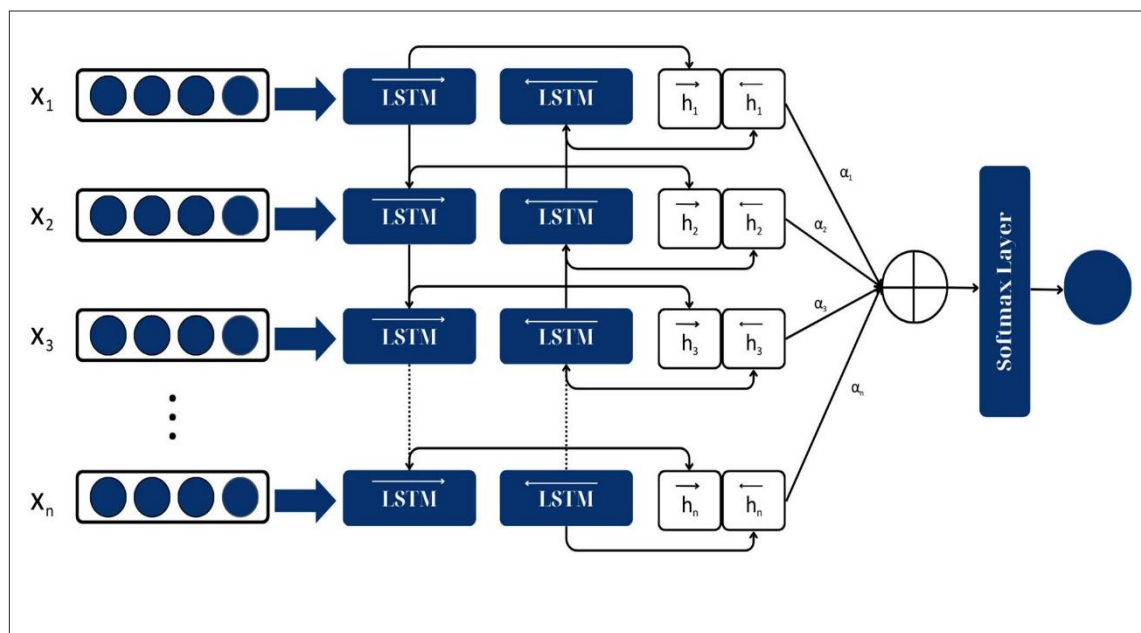 X₁ LSTM LSTM h₁ h₁
α₁
X₂ LSTM LSTM h₂ h₂
α₂
X₃ LSTM LSTM h₃ h₃
α₃
Xₙ LSTM LSTM hₙ hₙ
αₙ
Softmax Layer